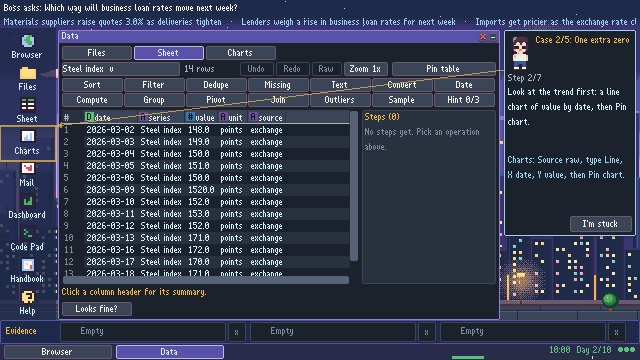 Boss asks: Which way will business loan rates move next week?
Materials suppliers raise quotes 3.0% as deliveries tighten · Lenders weigh a rise in business loan rates for next week · Imports get pricier as the exchange rate c
Browser
Files
Sheet
Charts
Mail
Dashboard
Code Pad
Handbook
Help
Data
Files
Sheet
Charts
Steel index v
14 rows
Undo
Redo
Raw
Zoom 1x
Pin table
Sort
Filter
Dedupe
Missing
Text
Convert
Date
Compute
Group
Pivot
Join
Outliers
Sample
Hint 0/3
# D date A series # value A unit A source
1 2026-03-02 Steel index 148.0 points exchange
2 2026-03-03 Steel index 149.0 points exchange
3 2026-03-04 Steel index 150.0 points exchange
4 2026-03-05 Steel index 151.0 points exchange
5 2026-03-06 Steel index 150.0 points exchange
6 2026-03-09 Steel index 1520.0 points exchange
7 2026-03-10 Steel index 152.0 points exchange
8 2026-03-11 Steel index 153.0 points exchange
9 2026-03-12 Steel index 152.0 points exchange
10 2026-03-13 Steel index 171.0 points exchange
11 2026-03-16 Steel index 172.0 points exchange
12 2026-03-17 Steel index 170.0 points exchange
13 2026-03-18 Steel index 171.0 points exchange
Steps (0)
No steps yet. Pick an operation
above.
Click a column header for its summary.
Looks fine?
Case 2/5: One extra zero
Step 2/7
Look at the trend first: a line
chart of value by date, then Pin
chart.
Charts: Source raw, type Line,
X date, Y value, then Pin chart.
I'm stuck
Evidence
Empty
x
Empty
x
Empty
x
Browser
Data
10:00 Day 2/10